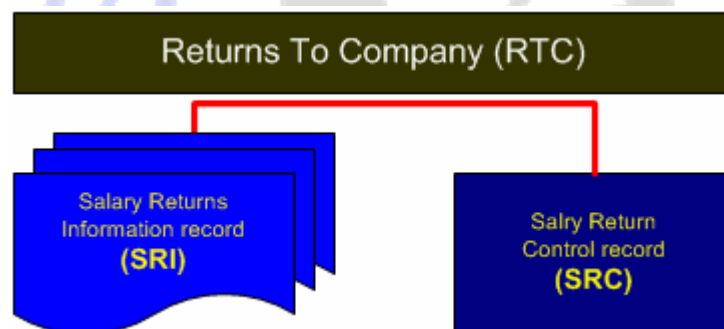 Returns To Company (RTC)
Salary Returns
Information record
(SRI)
Salry Return
Control record
(SRC)